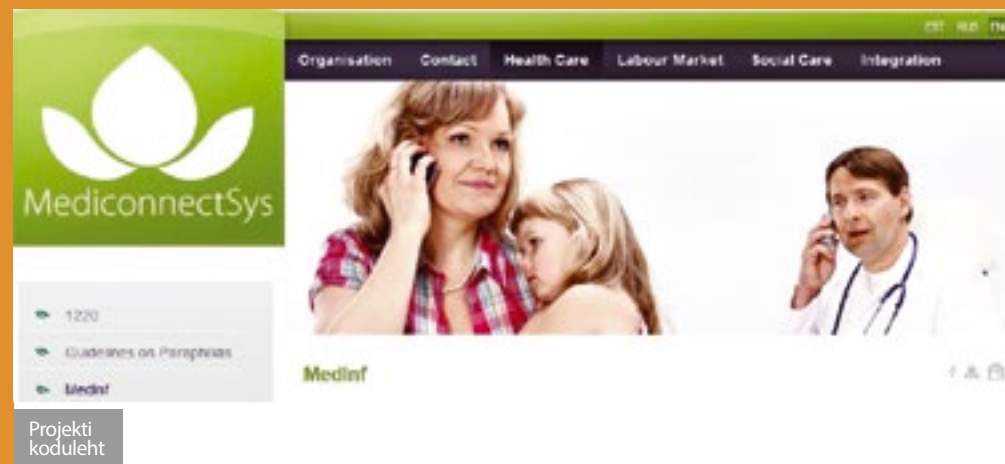 EST RUS
Organisation Contact Health Care Labour Market Social Care Integration
MediconnectSys
1220
Guidelines on Paraphilias
MedInf
MedInf
Projekti
koduleht